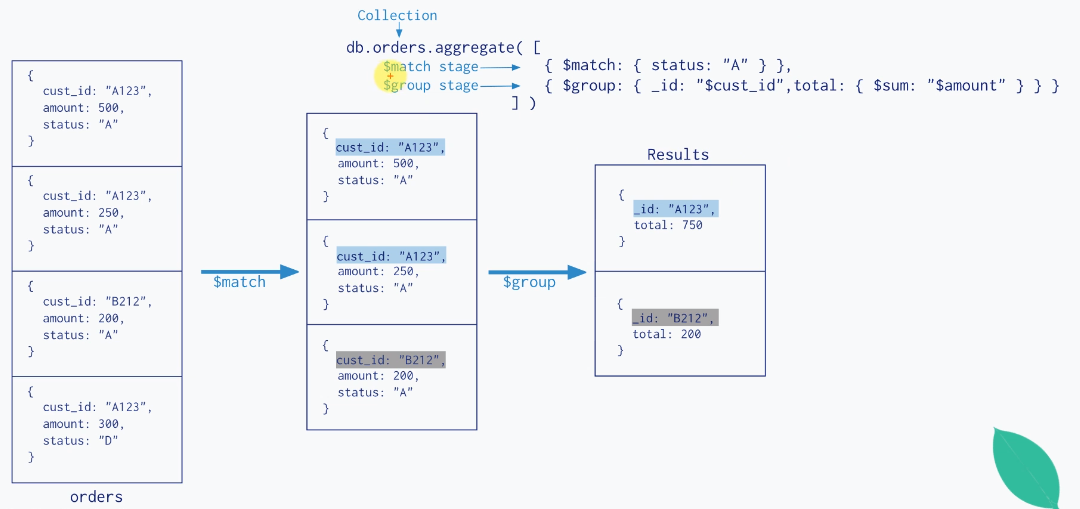 Collection
db.orders.aggregate( [
$match stage { $match: { status: "A" } },
$group stage { $group: { _id: "$cust_id",total: { $sum: "$amount" } } }
] )
{
cust_id: "A123",
amount: 500,
status: "A"
}
{
cust_id: "A123",
amount: 250,
status: "A"
}
{
cust_id: "B212",
amount: 200,
status: "A"
}
{
cust_id: "A123",
amount: 300,
status: "D"
}
orders
$match
{
cust_id: "A123",
amount: 500,
status: "A"
}
{
cust_id: "A123",
amount: 250,
status: "A"
}
{
cust_id: "B212",
amount: 200,
status: "A"
}
$group
Results
{
_id: "A123",
total: 750
}
{
_id: "B212",
total: 200
}